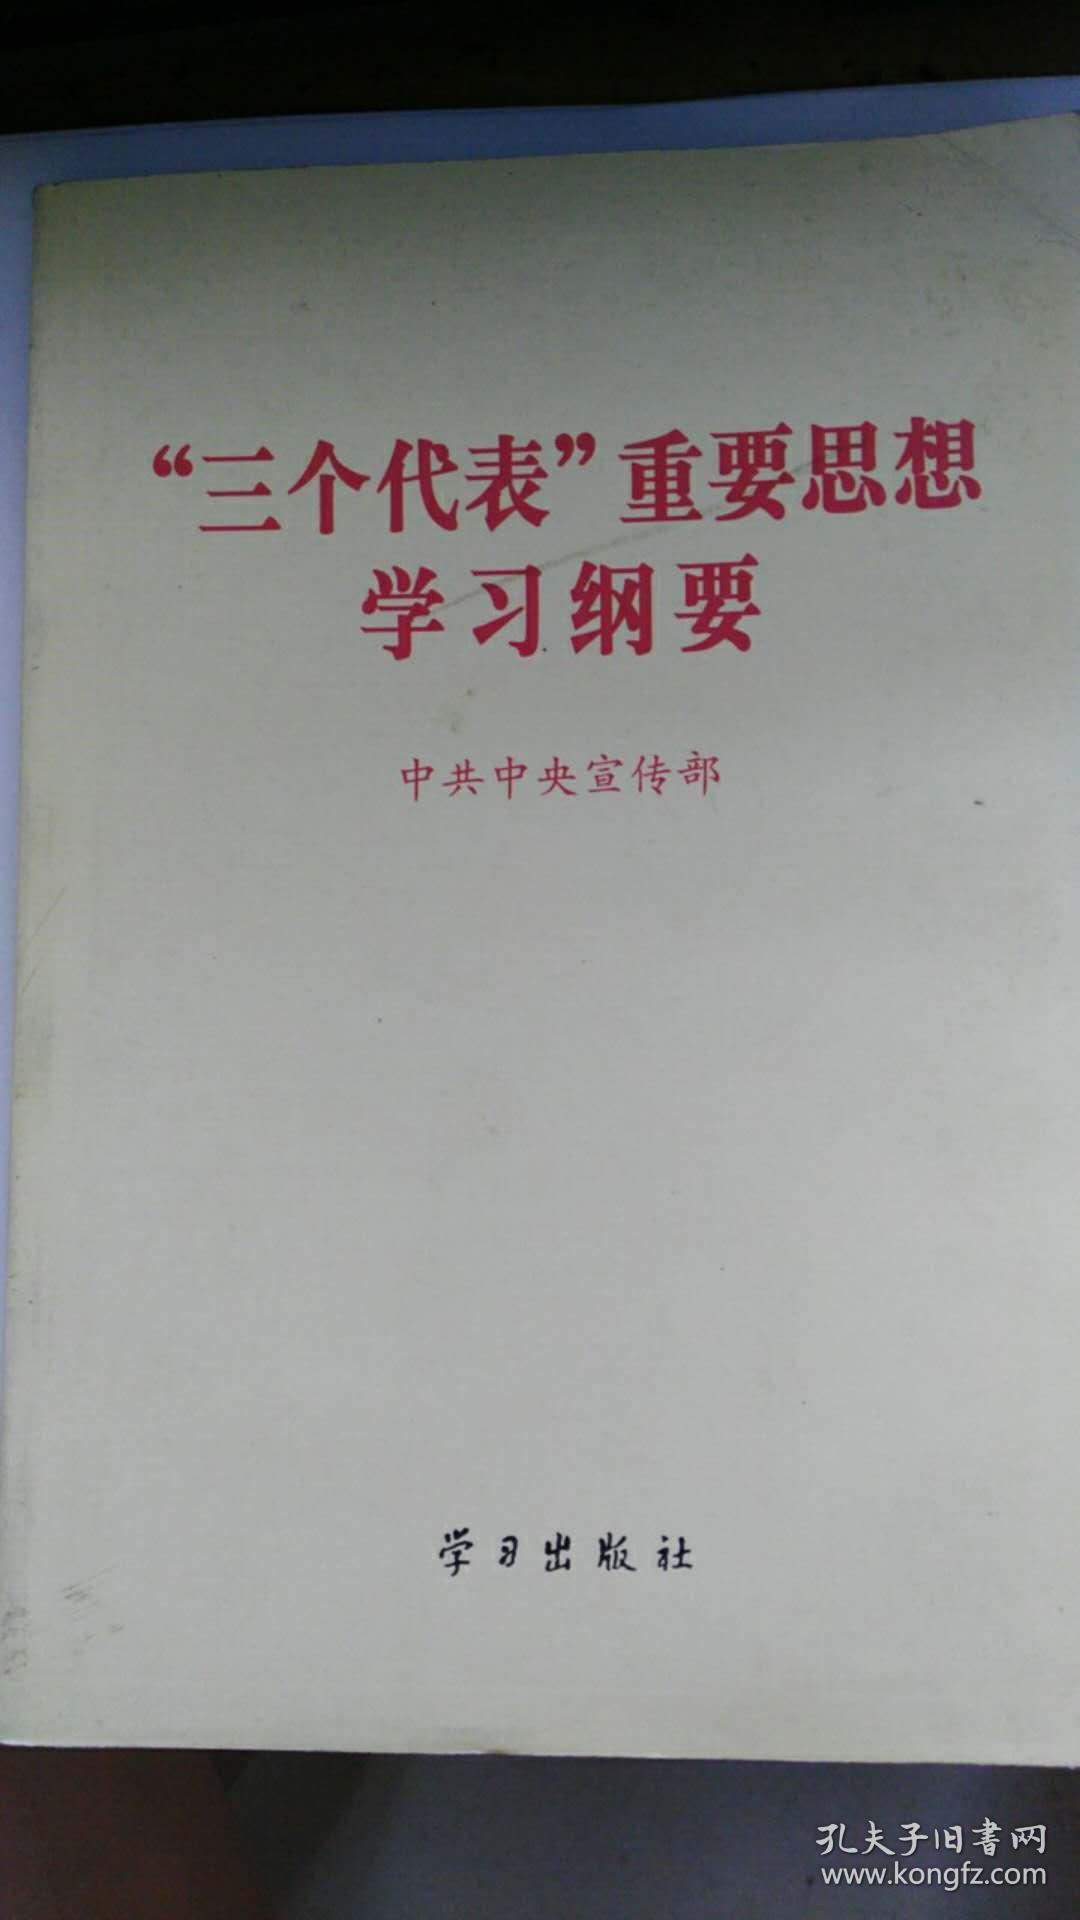 “三个代表”重要思想
学习纲要
中共中央宣传部
学习出版社
孔夫子旧书网
www.kongfz.com